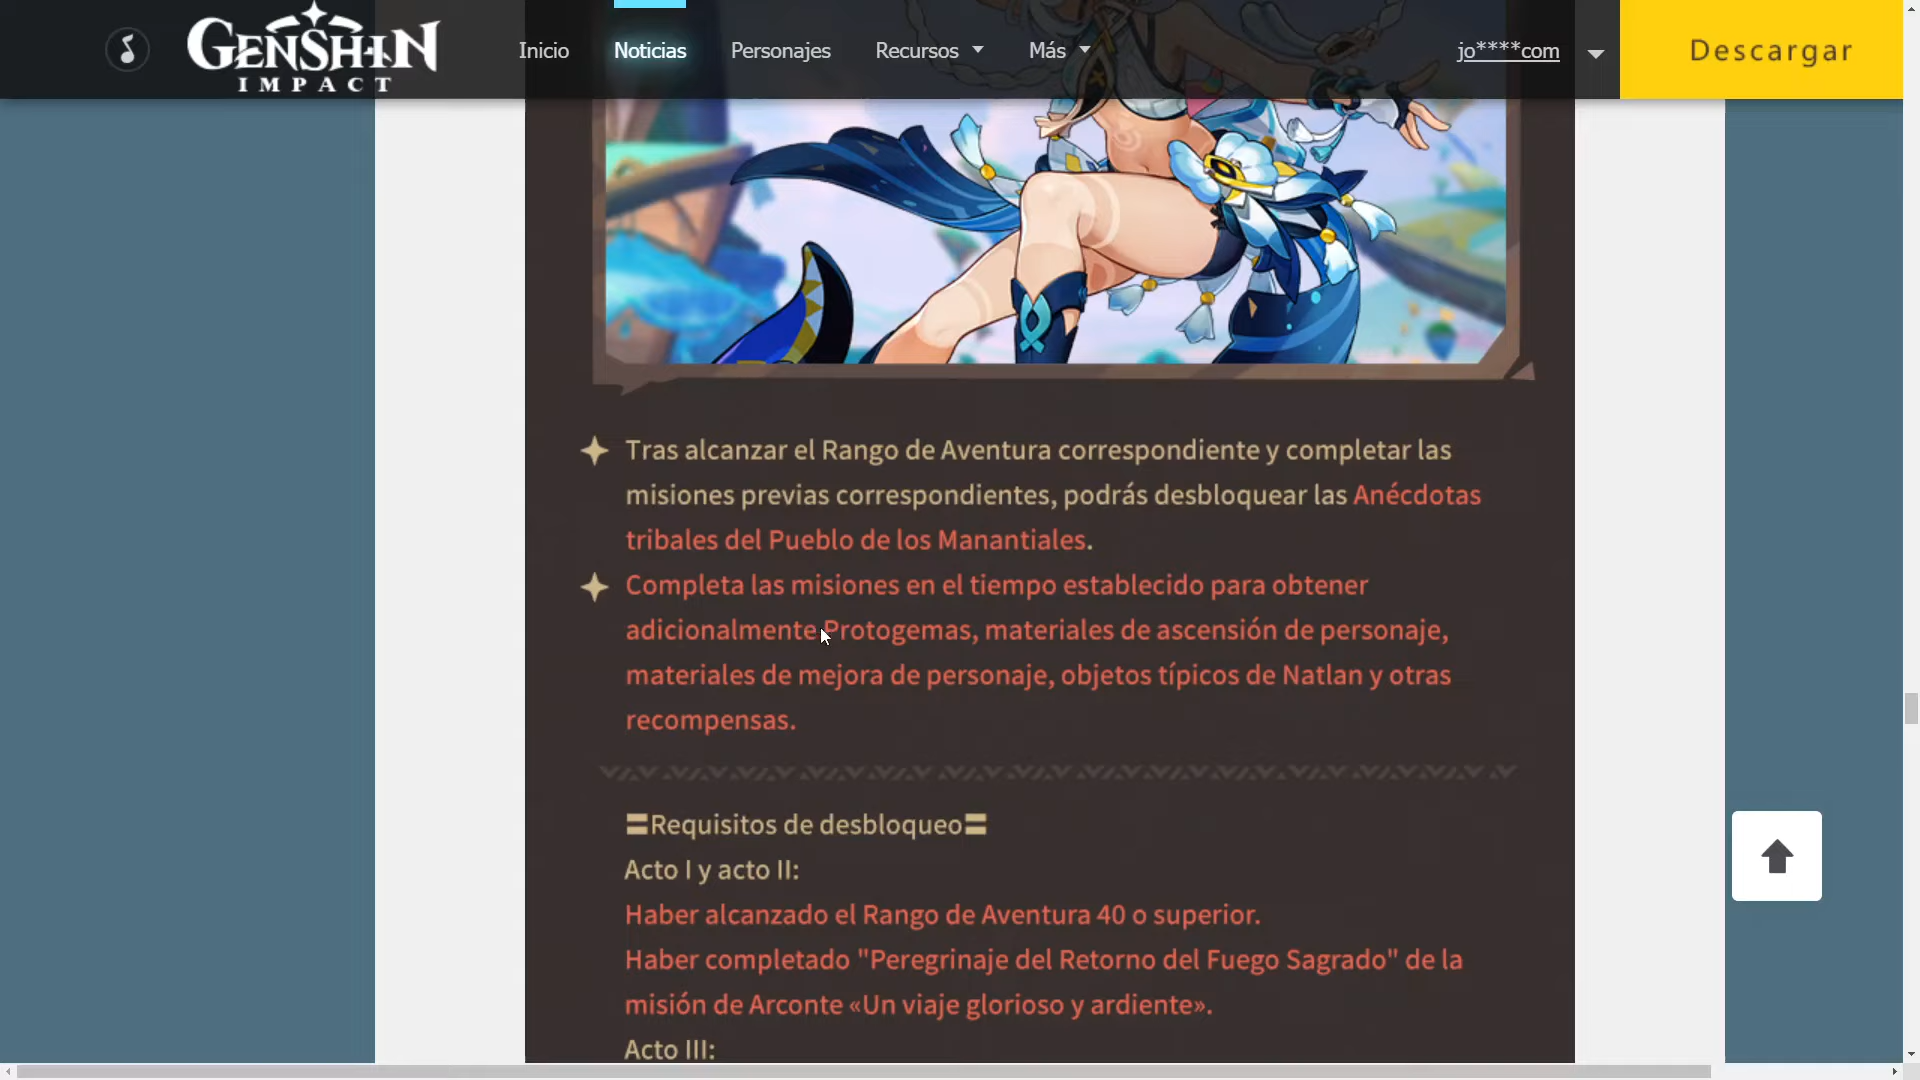 GENSHIN
IMPACT
Inicio
Noticias
Personajes
Recursos
Más
jo****com
Descargar
Tras alcanzar el Rango de Aventura correspondiente y completar las
misiones previas correspondientes, podrás desbloquear las Anécdotas
tribales del Pueblo de los Manantiales.
Completa las misiones en el tiempo establecido para obtener
adicionalmente Protogemas, materiales de ascensión de personaje,
materiales de mejora de personaje, objetos típicos de Natlan y otras
recompensas.
〓Requisitos de desbloqueo〓
Acto I y acto II:
Haber alcanzado el Rango de Aventura 40 o superior.
Haber completado "Peregrinaje del Retorno del Fuego Sagrado" de la
misión de Arconte «Un viaje glorioso y ardiente».
Acto III: